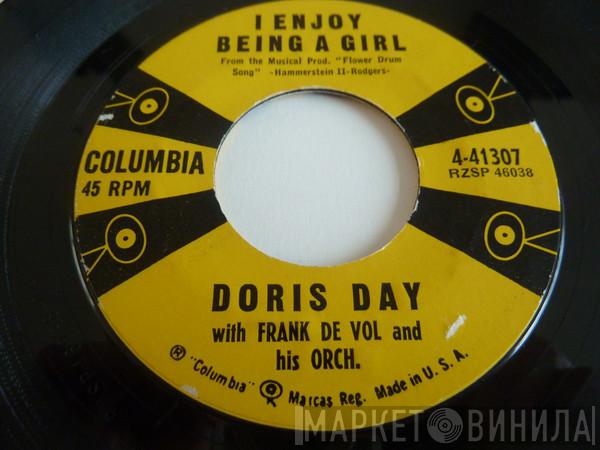 I ENJOY
BEING A GIRL
From the Musical Prod. "Flower Drum
Song" -Hammerstein II-Rodgers-
COLUMBIA
45 RPM
4-41307
RZSP 46038
DORIS DAY
with FRANK DE VOL and
his ORCH.
® "Columbia" Marcas Reg. Made in U. S. A.
МАРКЕТ ВИНИЛА